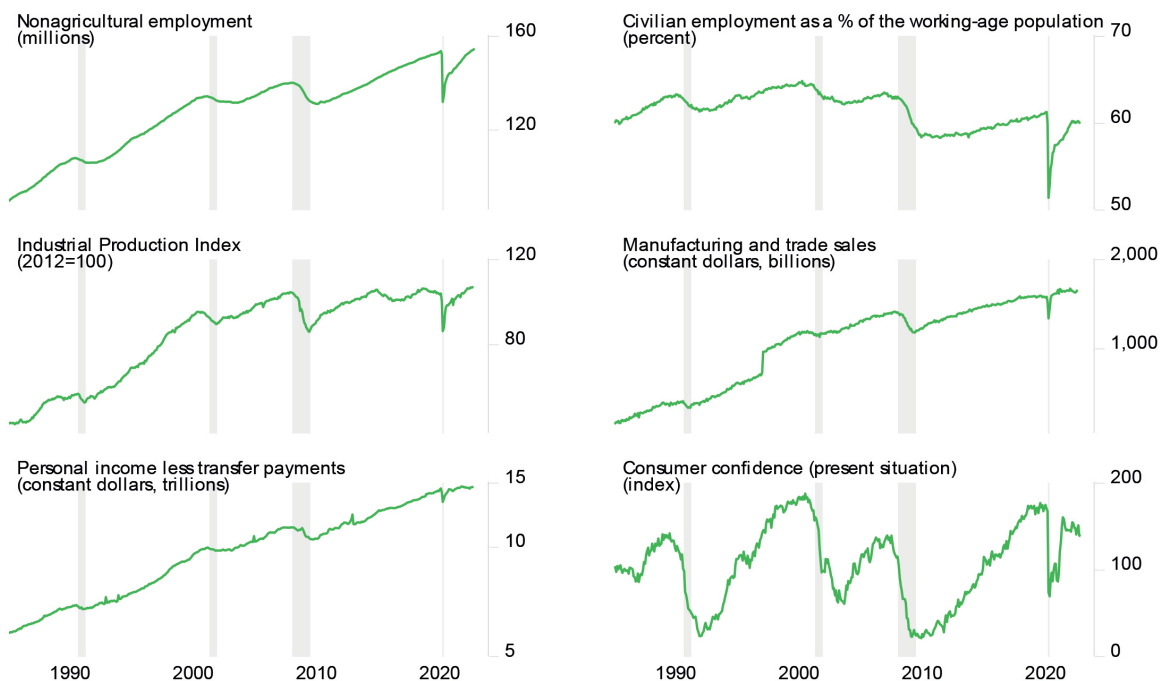 Nonagricultural employment
(millions)
160
120
Civilian employment as a % of the working-age population
(percent)
70
60
50
Industrial Production Index
(2012=100)
120
80
Manufacturing and trade sales
(constant dollars, billions)
2,000
1,000
Personal income less transfer payments
(constant dollars, trillions)
15
10
5
1990 2000 2010 2020
Consumer confidence (present situation)
(index)
200
100
0
1990 2000 2010 2020